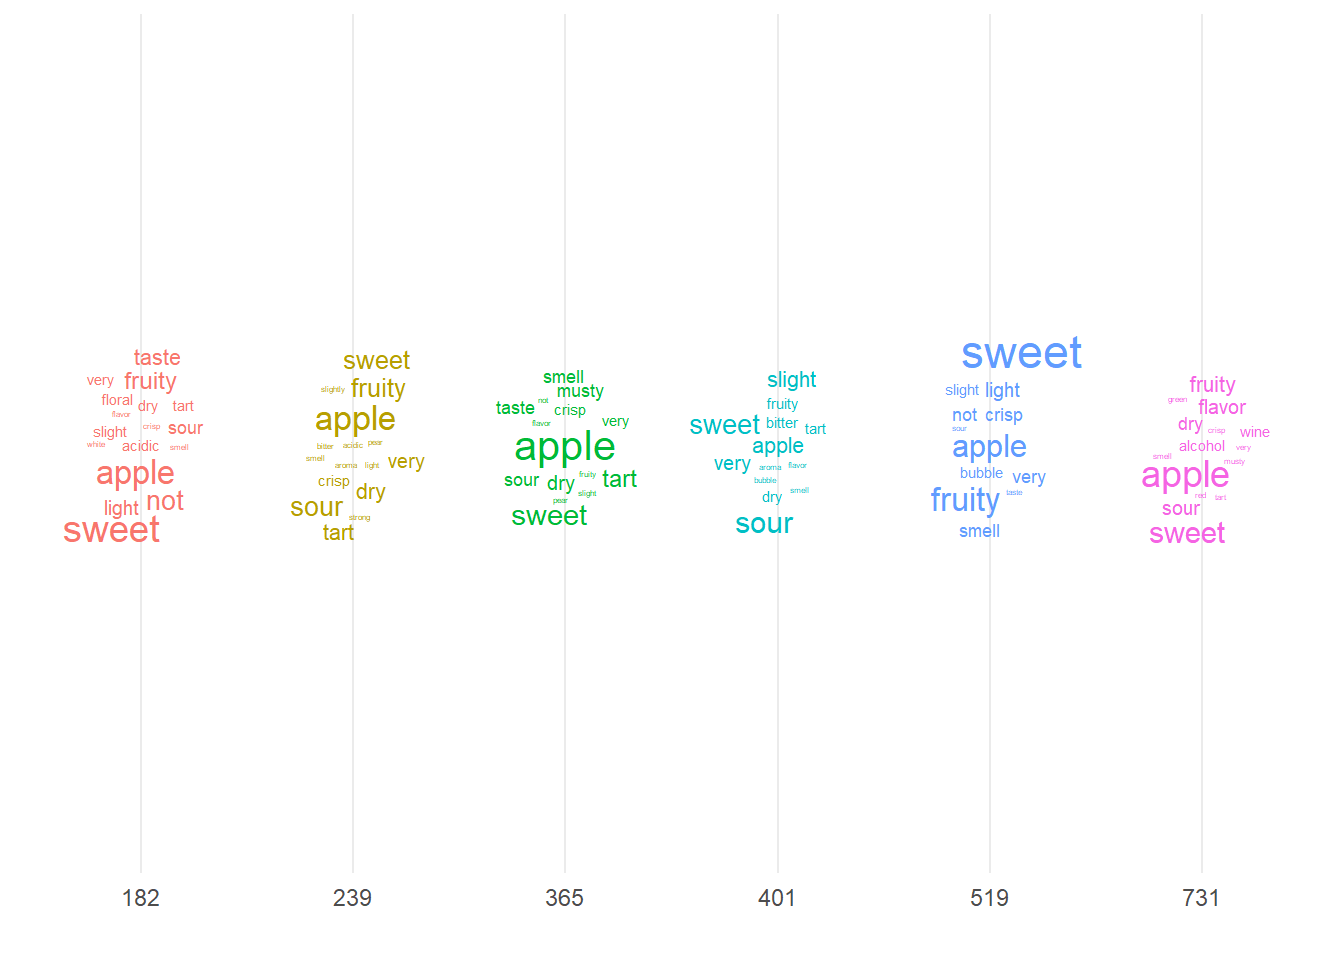 taste
very fruity
floral dry tart
flavor
slight crisp sour
white acidic smell
apple
light not
sweet
sweet
slightly fruity
apple
bitter acidic pear
smell aroma light very
crisp dry
sour strong
tart
smell
not musty
taste crisp
flavor very
apple
sour dry fruity tart
pear slight
sweet
slight
fruity
sweet bitter tart
apple
very aroma flavor
bubble
dry smell
sour
sweet
slight light
not crisp
sour
apple
bubble very
fruity taste
smell
fruity
green flavor
dry crisp wine
alcohol very
smell musty
apple
red tart
sour
sweet
182 239 365 401 519 731